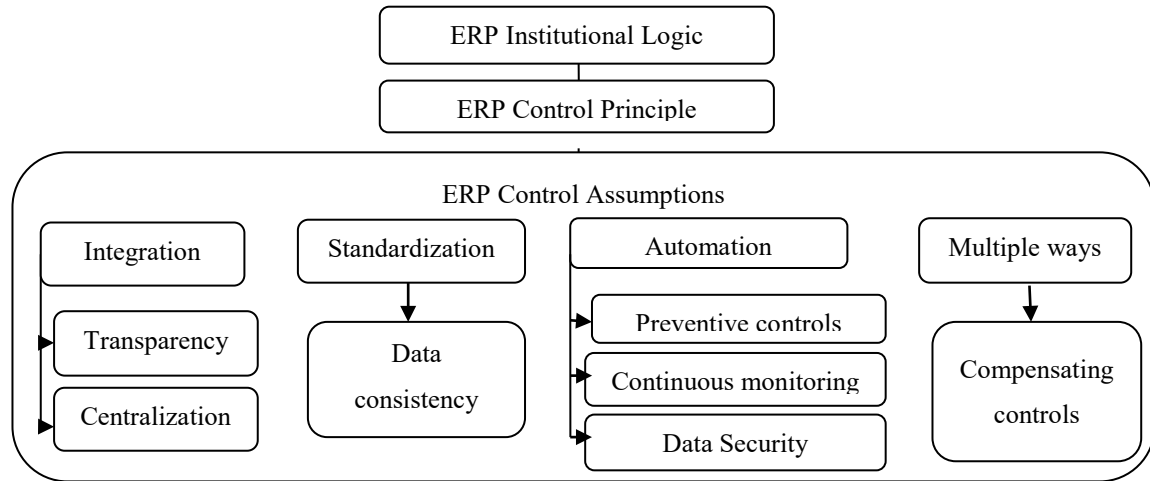 ERP Institutional Logic
ERP Control Principle
ERP Control Assumptions
Integration
Transparency
Centralization
Standardization
Data
consistency
Automation
Preventive controls
Continuous monitoring
Data Security
Multiple ways
Compensating
controls